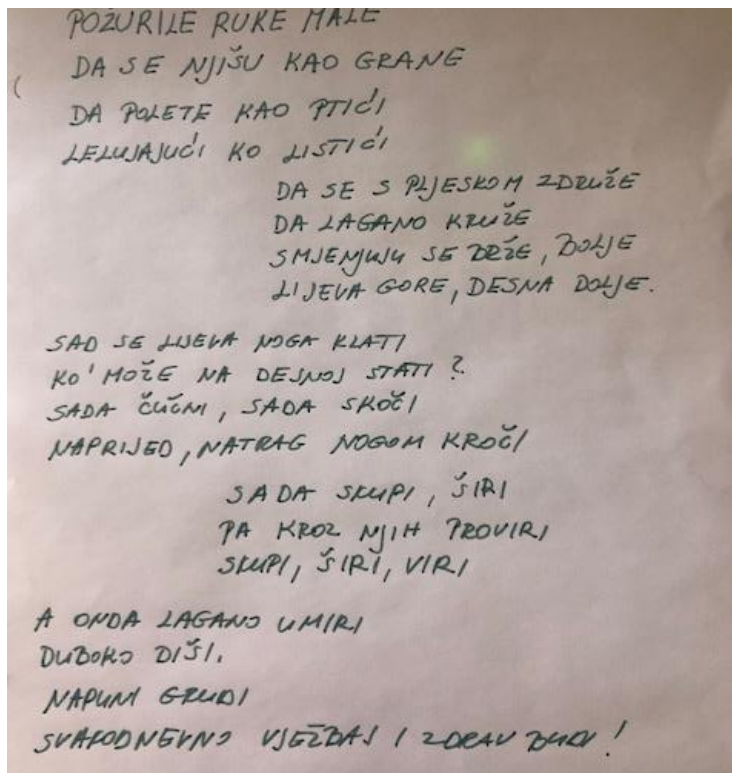 POŽURILE RUKE MALE
DA SE NJIŠU KAO GRANE
DA POLETE KAO PTIĆI
LELUJAJUĆI KO LISTIĆI
DA SE S PLJESKOM ZDRUŽE
DA LAGANO KRUŽE
SMJENJUJU SE BRŽE, BOLJE
LIJEVA GORE, DESNA DOLJE.
SAD SE LIJEVA NOGA KLATI
KO' MOŽE NA DESNOJ STATI?
SADA ČUČNI, SADA SKOČI
NAPRIJED, NATRAG NOGOM KROČI
SADA SKUPI, ŠIRI
PA KROZ NJIH PROVIRI
SKUPI, ŠIRI, VIRI
A ONDA LAGANO UMIRI
DUBOKO DIŠI.
NAPUNI GRUDI
SVAKODNEVNO VJEŽBAJ I ZDRAV BUDI!